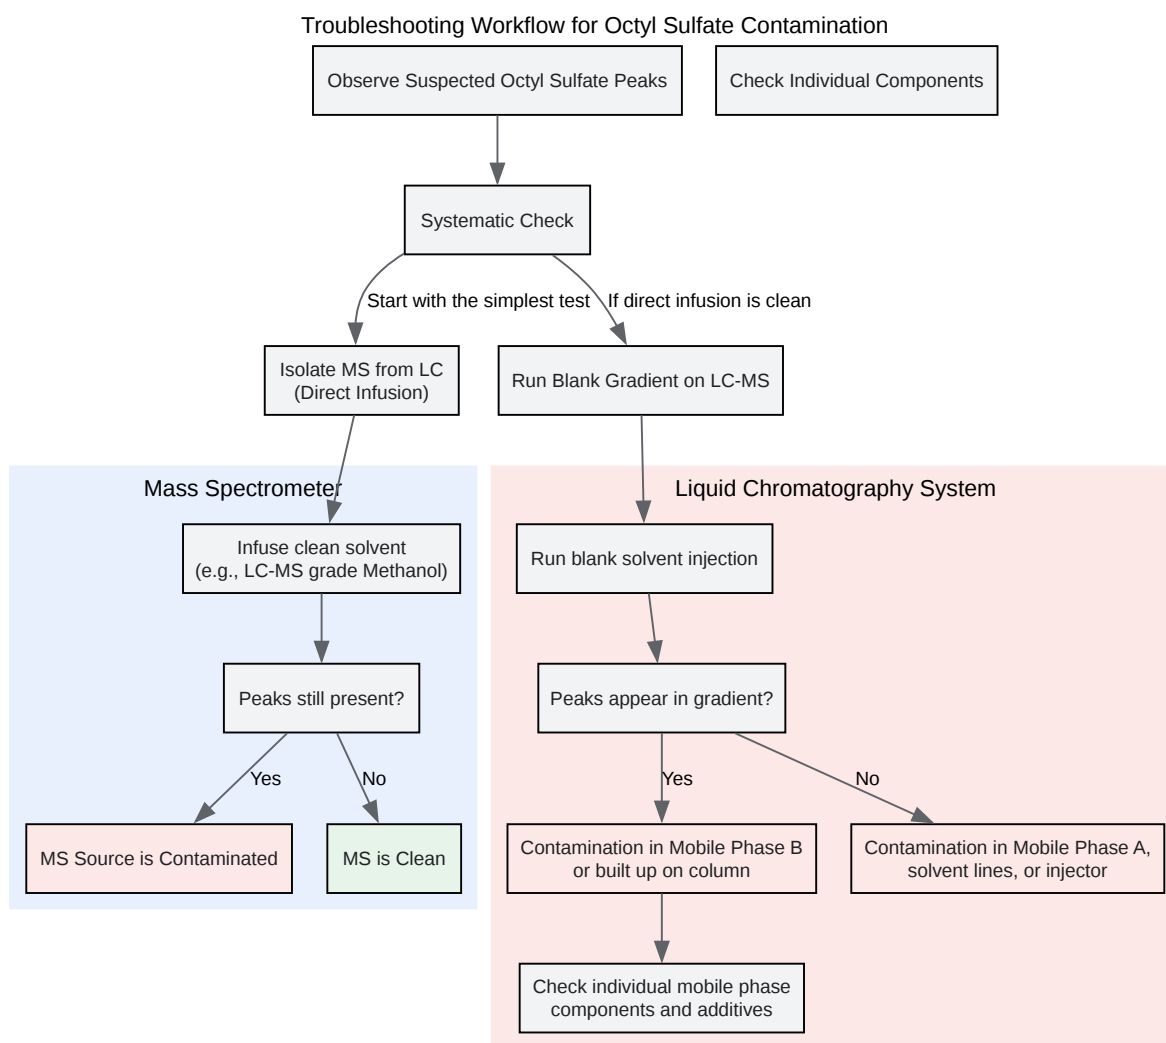 Troubleshooting Workflow for Octyl Sulfate Contamination
Observe Suspected Octyl Sulfate Peaks
Check Individual Components
Systematic Check
Start with the simplest test
If direct infusion is clean
Isolate MS from LC
(Direct Infusion)
Run Blank Gradient on LC-MS
Mass Spectrometer
Liquid Chromatography System
Infuse clean solvent
(e.g., LC-MS grade Methanol)
Run blank solvent injection
Peaks still present?
Peaks appear in gradient?
Yes
No
Yes
No
MS Source is Contaminated
MS is Clean
Contamination in Mobile Phase B
or built up on column
Contamination in Mobile Phase A,
solvent lines, or injector
Check individual mobile phase
components and additives